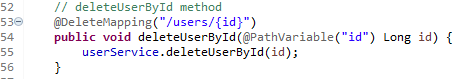 52 // deleteUserById method
53 @DeleteMapping("/users/{id}")
54 public void deleteUserById(@PathVariable("id") Long id) {
55 userService.deleteUserById(id);
56 }